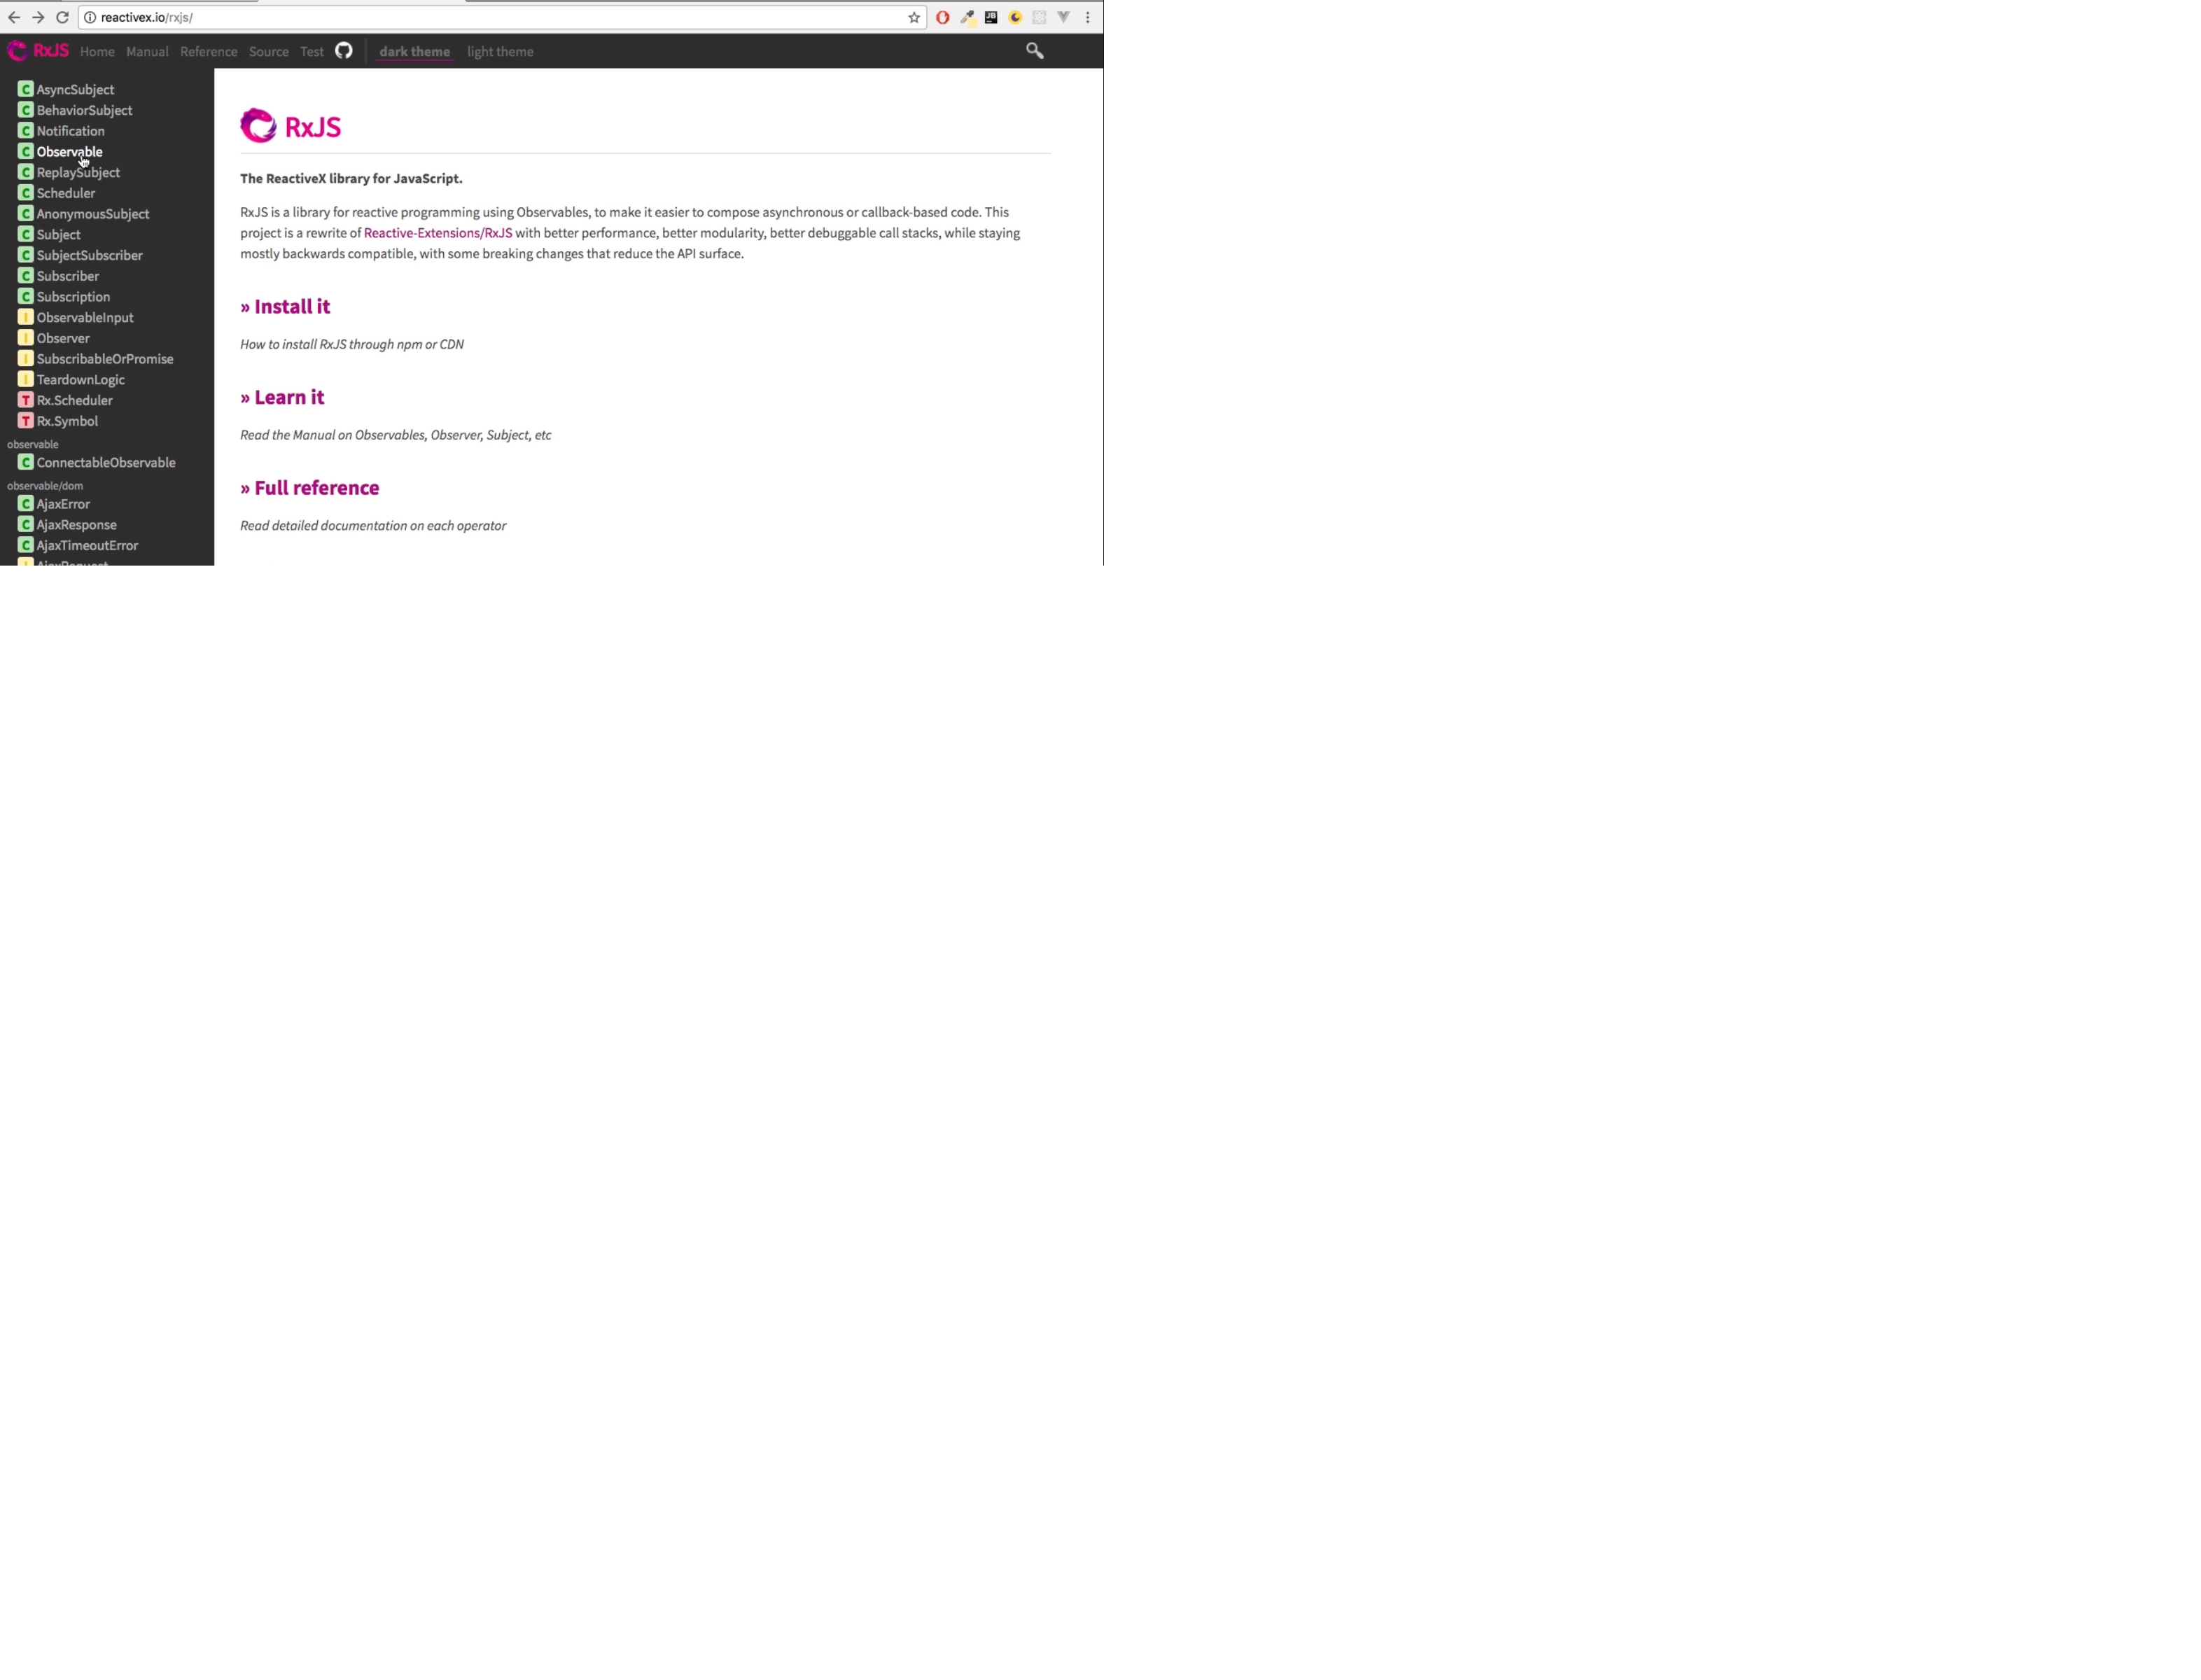 reactivex.io/rxjs/
JB
RxJS Home Manual Reference Source Test dark theme light theme
C AsyncSubject
C BehaviorSubject
C Notification
C Observable
C ReplaySubject
C Scheduler
C AnonymousSubject
C Subject
C SubjectSubscriber
C Subscriber
C Subscription
I ObservableInput
I Observer
I SubscribableOrPromise
I TeardownLogic
T Rx.Scheduler
T Rx.Symbol
observable
C ConnectableObservable
observable/dom
C AjaxError
C AjaxResponse
C AjaxTimeoutError
I AjaxRequest
RxJS
The ReactiveX library for JavaScript.
RxJS is a library for reactive programming using Observables, to make it easier to compose asynchronous or callback-based code. This
project is a rewrite of Reactive-Extensions/RxJS with better performance, better modularity, better debuggable call stacks, while staying
mostly backwards compatible, with some breaking changes that reduce the API surface.
» Install it
How to install RxJS through npm or CDN
» Learn it
Read the Manual on Observables, Observer, Subject, etc
» Full reference
Read detailed documentation on each operator